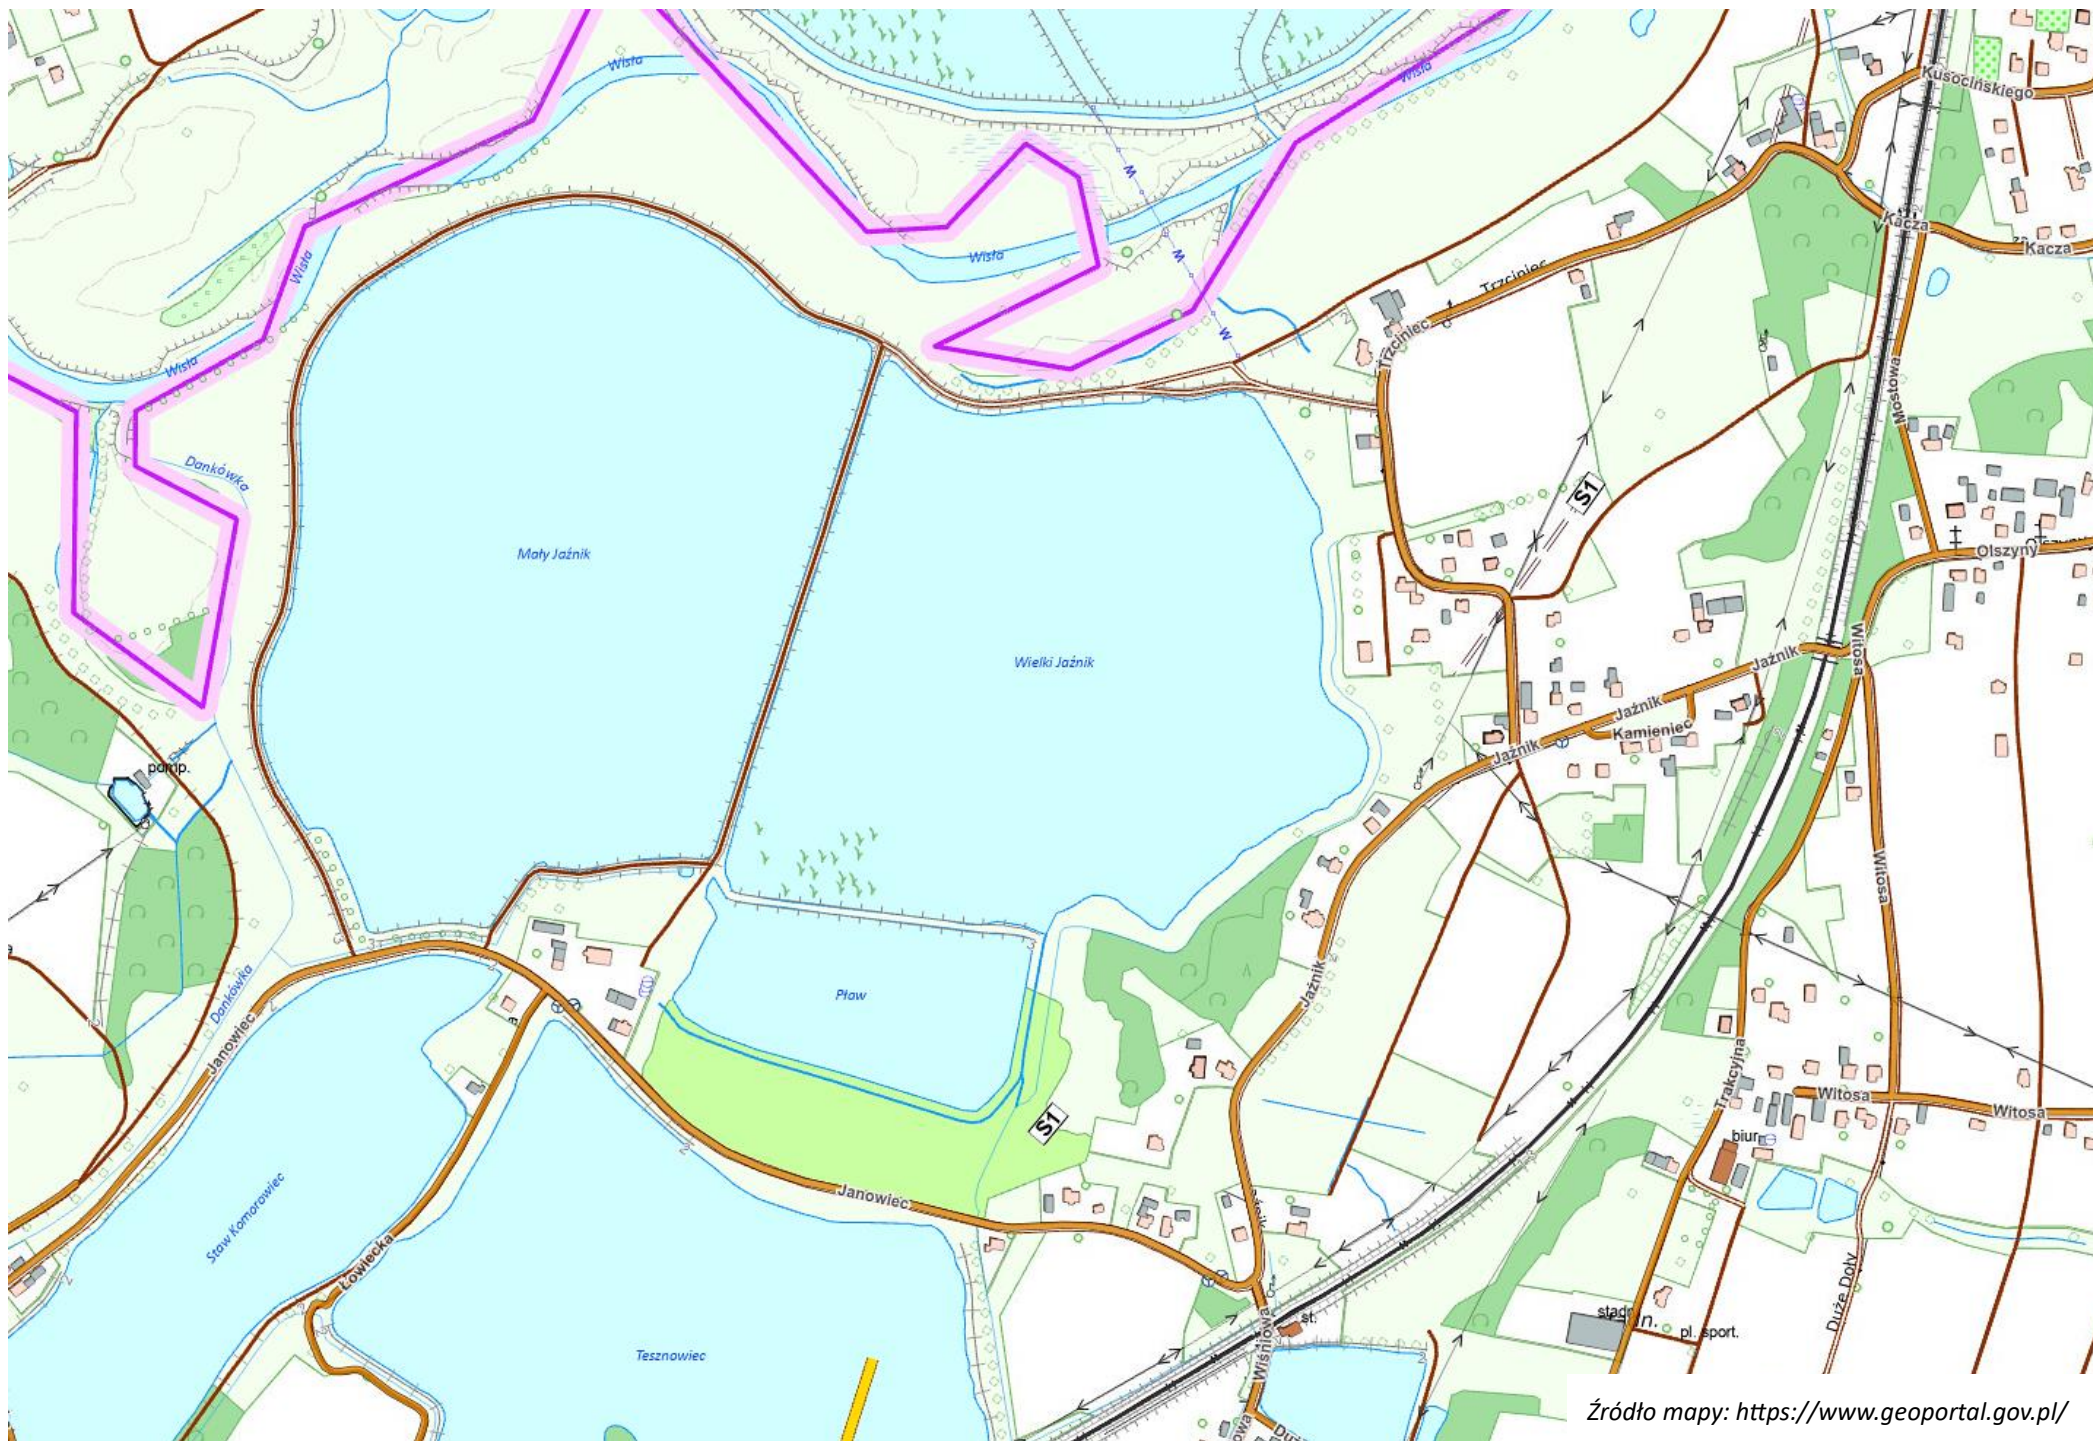 Wisła
Wisła
Kusocińskiego
Kacza
Kacza
Wisła
Wisła
Trzciniec
Trzciniec
W
W
W
Wisła
Mostowa
Dankówka
S1
Mały Jaźnik
Olszyny
Wielki Jaźnik
Witosa
Jaźnik
Jaźnik
Kamieniec
Jaźnik
pomp.
Witosa
Jaźnik
Pław
Dankówka
Janowiec
2
Trakcyjna
Witosa
Witosa
S1
biur.
Janowiec
Staw Komorowiec
Łowiecka
Duże Doły
st.
pl. sport.
Wiśniowa
Tesznowiec
Źródło mapy: https://www.geoportal.gov.pl/